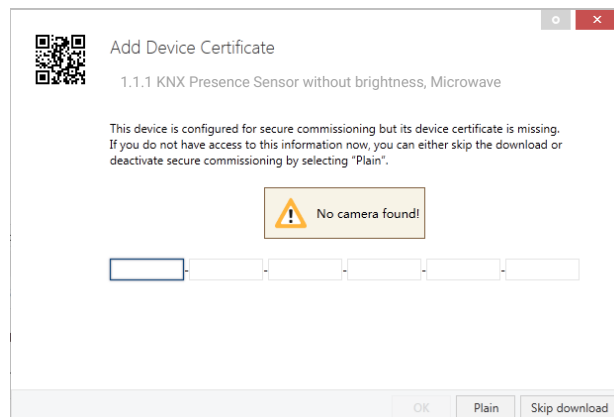 Add Device Certificate
1.1.1 KNX Presence Sensor without brightness, Microwave
This device is configured for secure commissioning but its device certificate is missing.
If you do not have access to this information now, you can either skip the download or
deactivate secure commissioning by selecting "Plain".
No camera found!
- - - - -
OK Plain Skip download